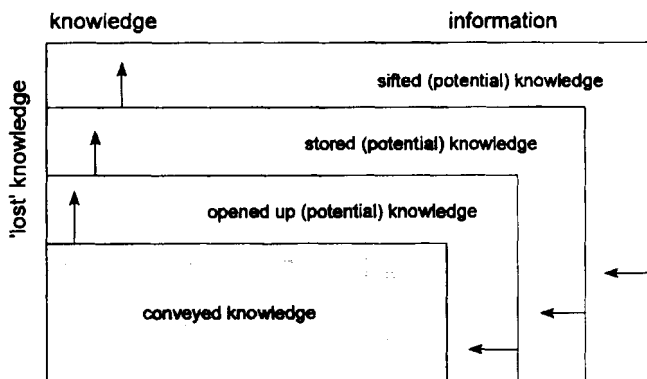 knowledge information
'lost' knowledge
sifted (potential) knowledge
stored (potential) knowledge
opened up (potential) knowledge
conveyed knowledge